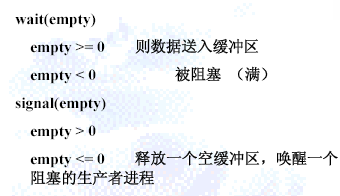 wait(empty)
empty >= 0 则数据送入缓冲区
empty < 0 被阻塞 （满）
signal(empty)
empty > 0
empty <= 0 释放一个空缓冲区，唤醒一个
阻塞的生产者进程